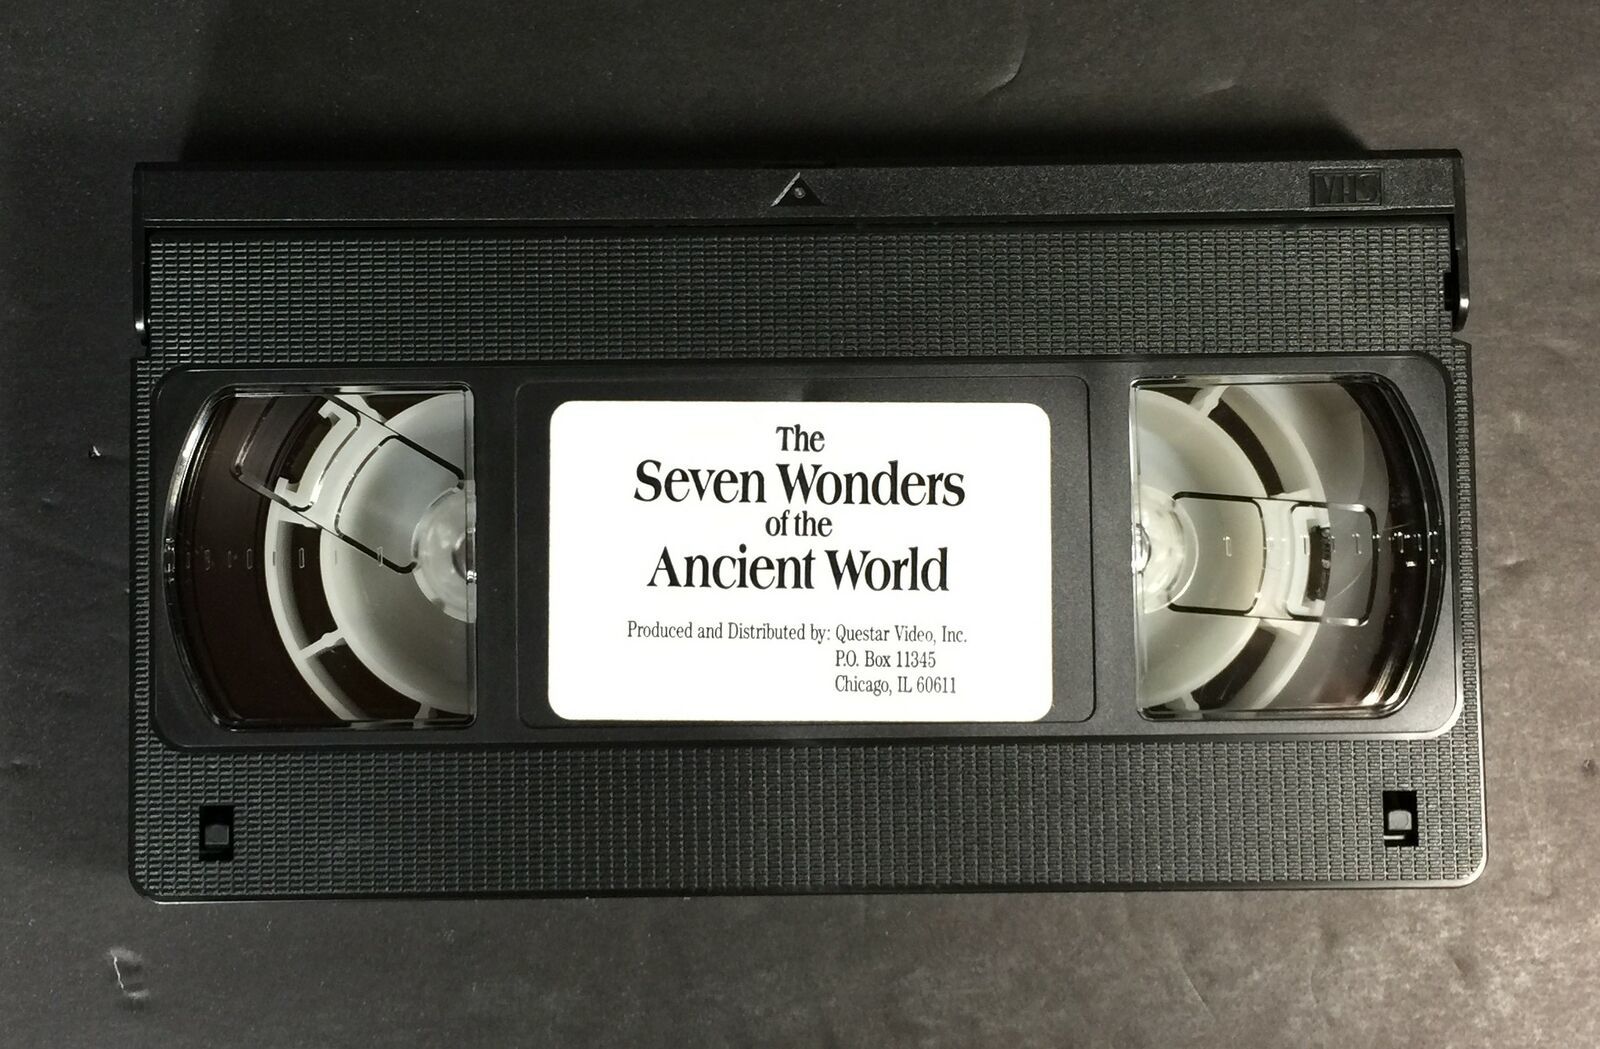 VHS
The
Seven Wonders
of the
Ancient World
Produced and Distributed by: Questar Video, Inc.
P.O. Box 11345
Chicago, IL 60611